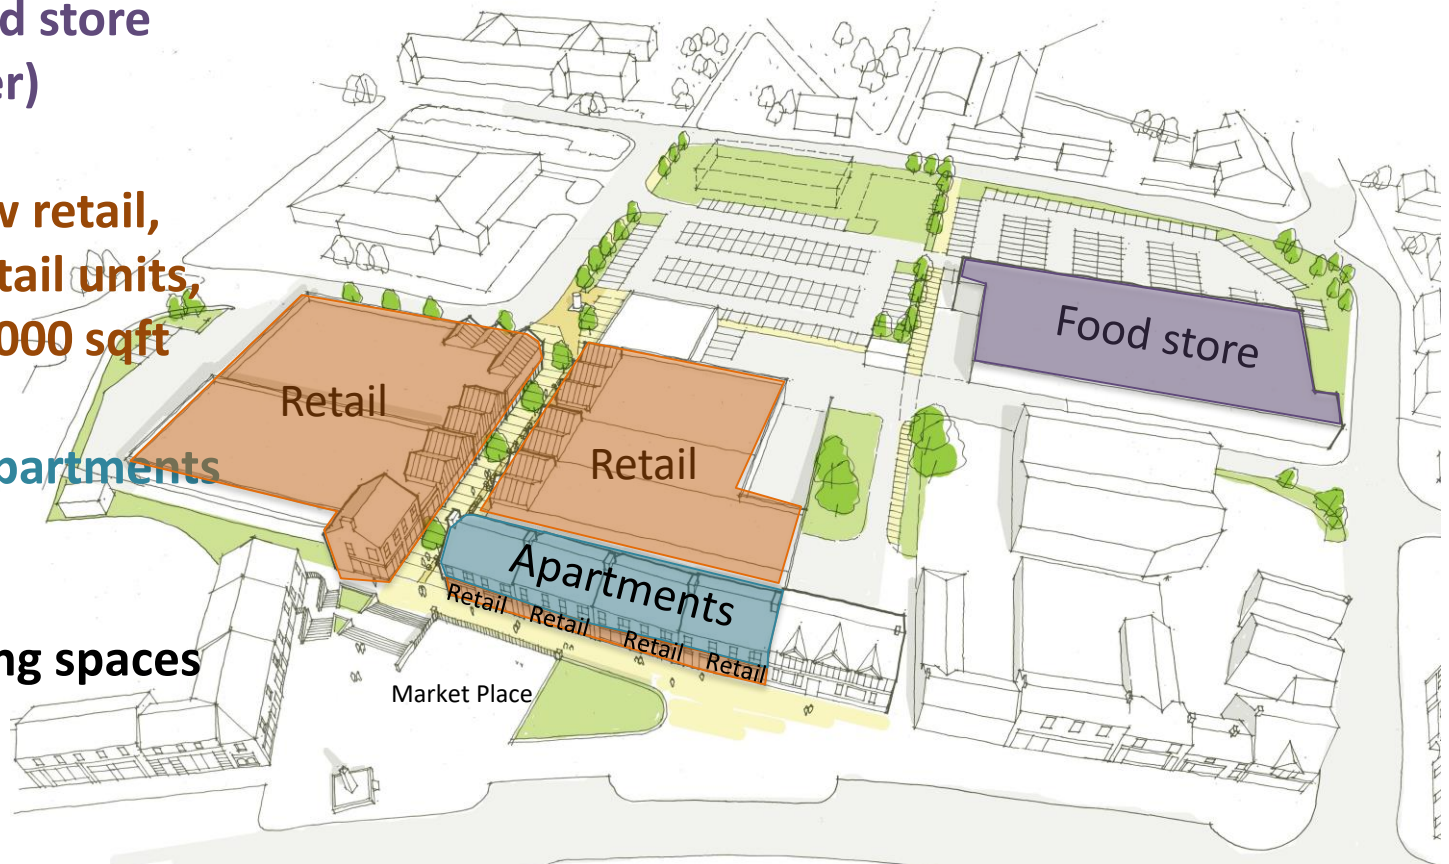 d store
er)
w retail,
tail units,
000 sqft
partments
ng spaces
Food store
Retail
Retail
Apartments
Retail
Retail
Retail
Retail
Market Place